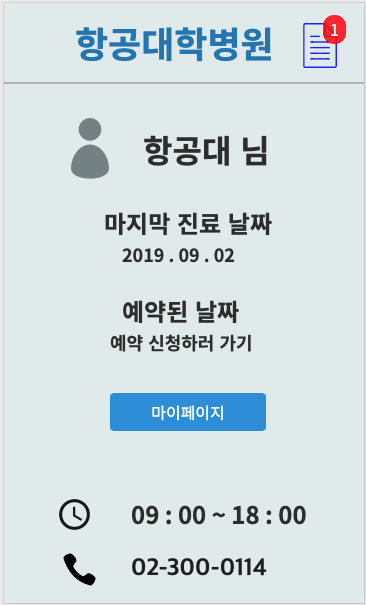 항공대학병원
1
항공대 님
마지막 진료 날짜
2019 . 09 . 02
예약된 날짜
예약 신청하러 가기
마이페이지
09 : 00 ~ 18 : 00
02-300-0114